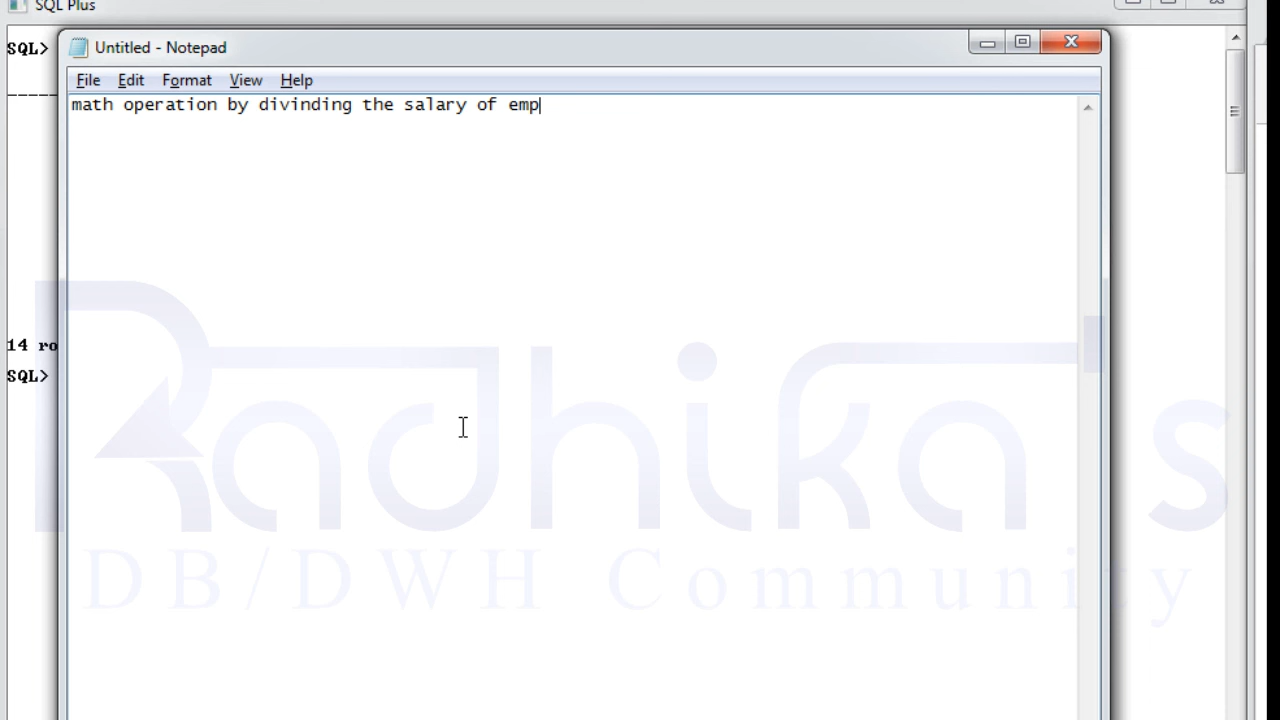 SQL Plus
SQL>
Untitled - Notepad
File Edit Format View Help
math operation by divinding the salary of emp
14 ro
SQL>
Radhika's
DB/DWH Community